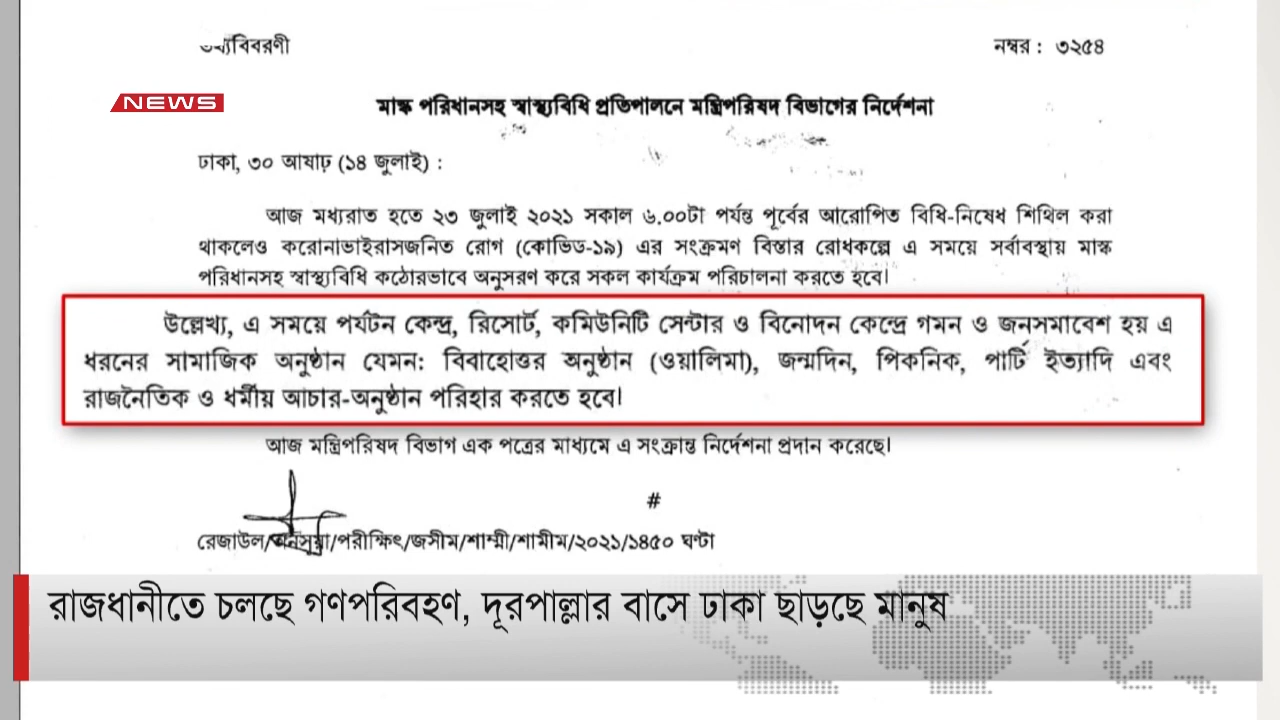 তথ্যবিবরণী নম্বর : ৩২৫৪
NEWS
মাস্ক পরিধানসহ স্বাস্থ্যবিধি প্রতিপালনে মন্ত্রিপরিষদ বিভাগের নির্দেশনা
ঢাকা, ৩০ আষাঢ় (১৪ জুলাই) :
আজ মধ্যরাত হতে ২৩ জুলাই ২০২১ সকাল ৬.০০টা পর্যন্ত পূর্বের আরোপিত বিধি-নিষেধ শিথিল করা
থাকলেও করোনাভাইরাসজনিত রোগ (কোভিড-১৯) এর সংক্রমণ বিস্তার রোধকল্পে এ সময়ে সর্বাবস্থায় মাস্ক
পরিধানসহ স্বাস্থ্যবিধি কঠোরভাবে অনুসরণ করে সকল কার্যক্রম পরিচালনা করতে হবে।
উল্লেখ্য, এ সময়ে পর্যটন কেন্দ্র, রিসোর্ট, কমিউনিটি সেন্টার ও বিনোদন কেন্দ্রে গমন ও জনসমাবেশ হয় এ
ধরনের সামাজিক অনুষ্ঠান যেমন: বিবাহোত্তর অনুষ্ঠান (ওয়ালিমা), জন্মদিন, পিকনিক, পার্টি ইত্যাদি এবং
রাজনৈতিক ও ধর্মীয় আচার-অনুষ্ঠান পরিহার করতে হবে।
আজ মন্ত্রিপরিষদ বিভাগ এক পত্রের মাধ্যমে এ সংক্রান্ত নির্দেশনা প্রদান করেছে।
#
রেজাউল/অনসূয়া/পরীক্ষিৎ/জসীম/শাম্মী/শামীম/২০২১/১৪৫০ ঘণ্টা
রাজধানীতে চলছে গণপরিবহণ, দূরপাল্লার বাসে ঢাকা ছাড়ছে মানুষ